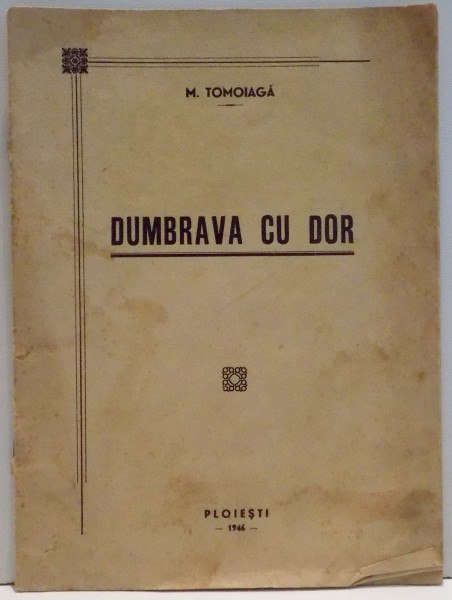 M. TOMOIAGĂ
DUMBRAVA CU DOR
PLOIEȘTI
— 1946 —